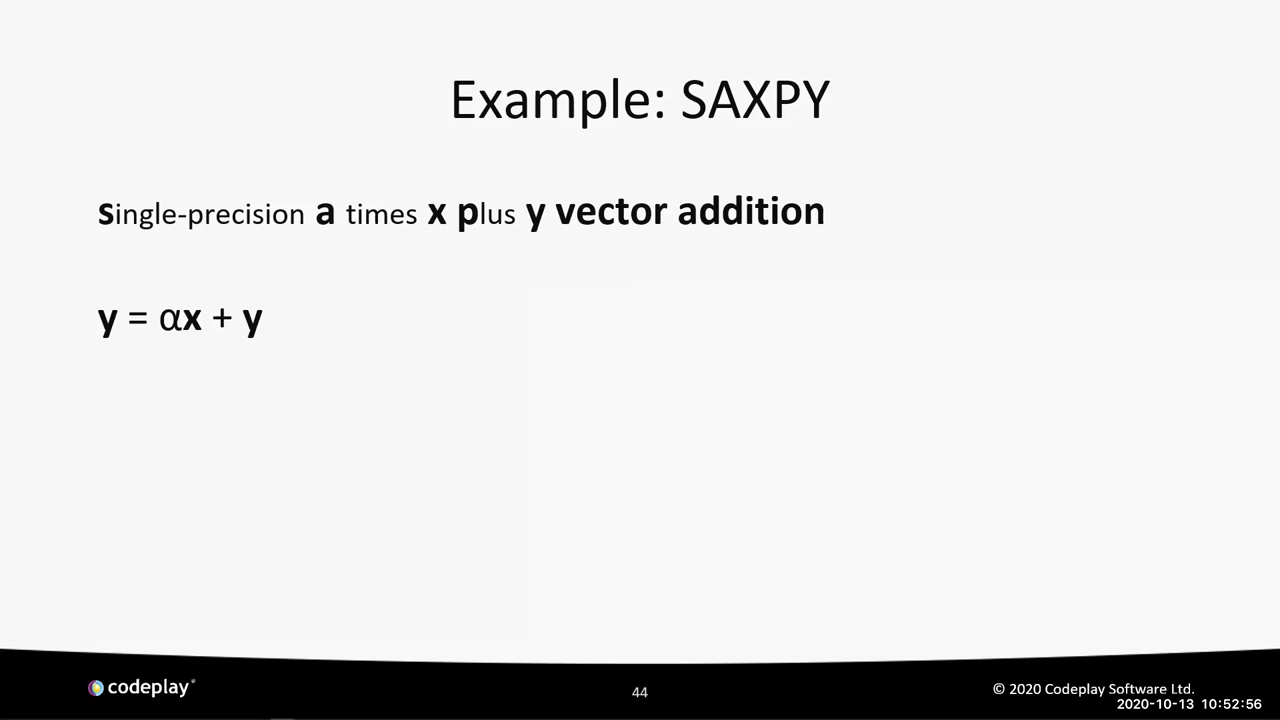 Example: SAXPY
single-precision a times x plus y vector addition
y = αx + y
codeplay®
44
© 2020 Codeplay Software Ltd.
2020-10-13 10:52:56